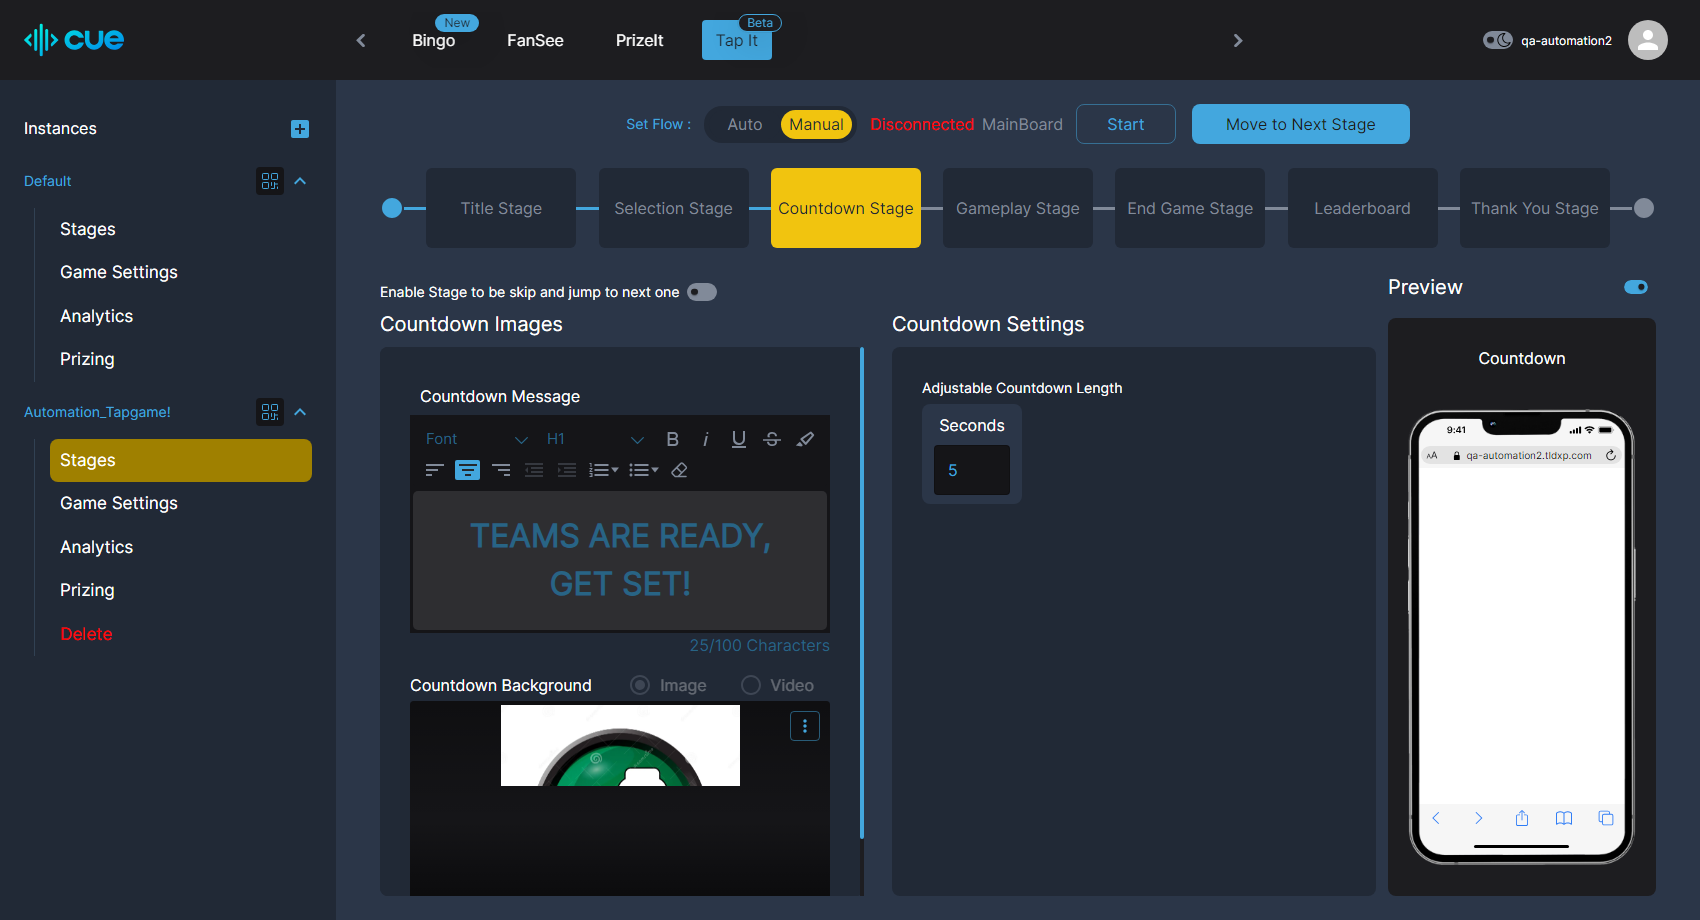 cue
New
Bingo
FanSee
PrizeIt
Beta
Tap It
qa-automation2
Instances
Default
Stages
Game Settings
Analytics
Prizing
Automation_Tapgame!
Stages
Game Settings
Analytics
Prizing
Delete
Set Flow :
Auto
Manual
Disconnected MainBoard
Start
Move to Next Stage
Title Stage
Selection Stage
Countdown Stage
Gameplay Stage
End Game Stage
Leaderboard
Thank You Stage
Enable Stage to be skip and jump to next one
Countdown Images
Countdown Message
Font
H1
B
i
U
S
TEAMS ARE READY,
GET SET!
25/100 Characters
Countdown Background
Image
Video
Countdown Settings
Adjustable Countdown Length
Seconds
5
Preview
Countdown
9:41
AA
qa-automation2.tldxp.com